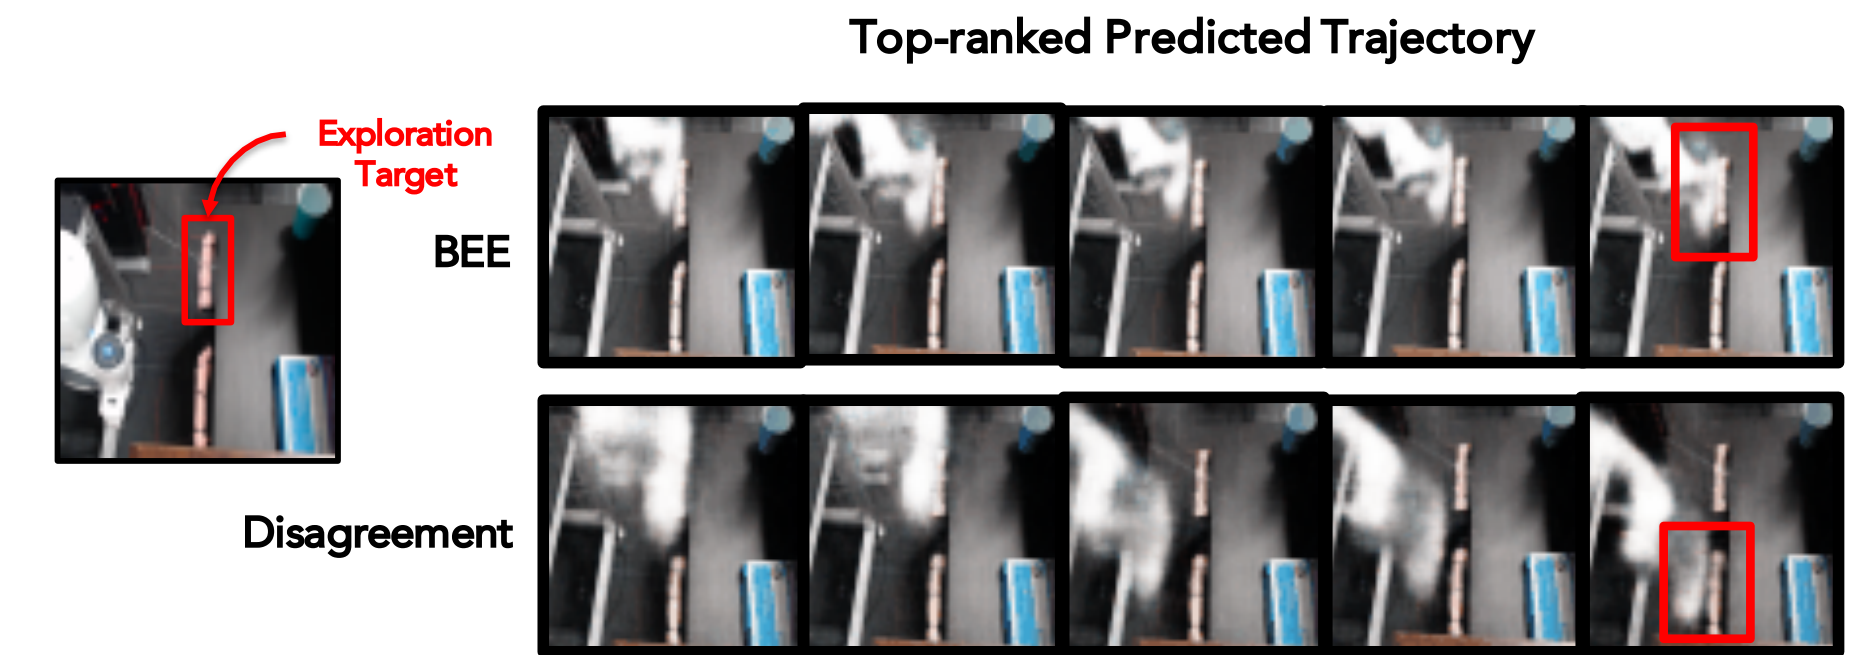 Top-ranked Predicted Trajectory
Exploration
Target
BEE
Disagreement